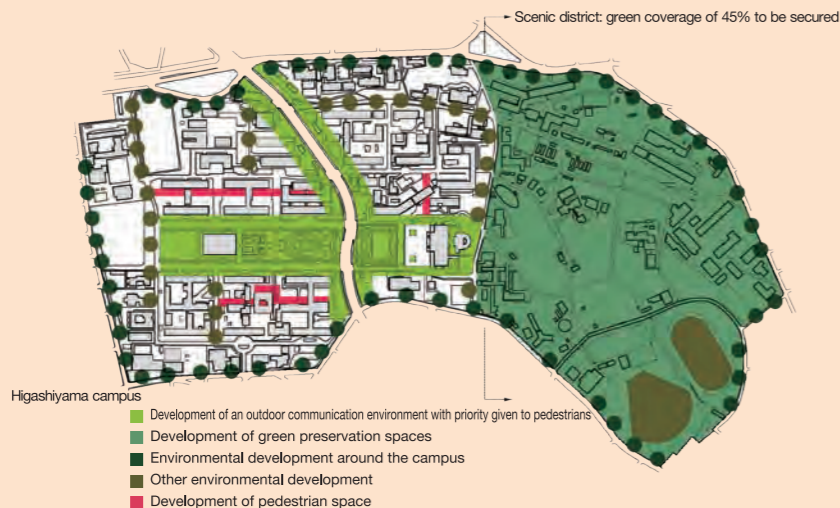 Scenic district: green coverage of 45% to be secured
Higashiyama campus
Development of an outdoor communication environment with priority given to pedestrians
Development of green preservation spaces
Environmental development around the campus
Other environmental development
Development of pedestrian space